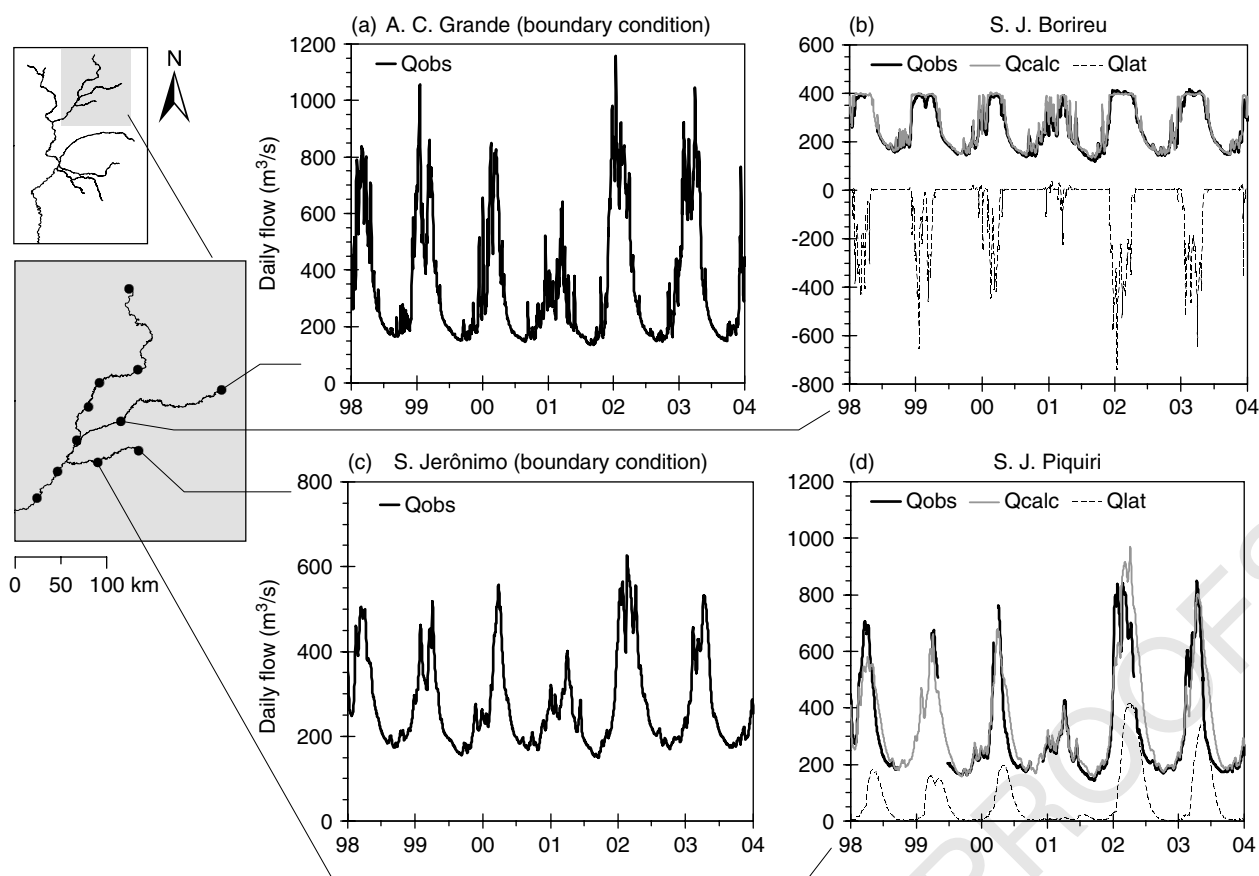 N
0 50 100 km
(a) A. C. Grande (boundary condition)
Qobs
Daily flow (m³/s)
1200
1000
800
600
400
200
0
98 99 00 01 02 03 04
(b) S. J. Borireu
Qobs Qcalc Qlat
600
400
200
0
-200
-400
-600
-800
98 99 00 01 02 03 04
(c) S. Jerônimo (boundary condition)
Qobs
Daily flow (m³/s)
800
600
400
200
0
98 99 00 01 02 03 04
(d) S. J. Piquiri
Qobs Qcalc Qlat
1200
1000
800
600
400
200
0
98 99 00 01 02 03 04
PROOFS